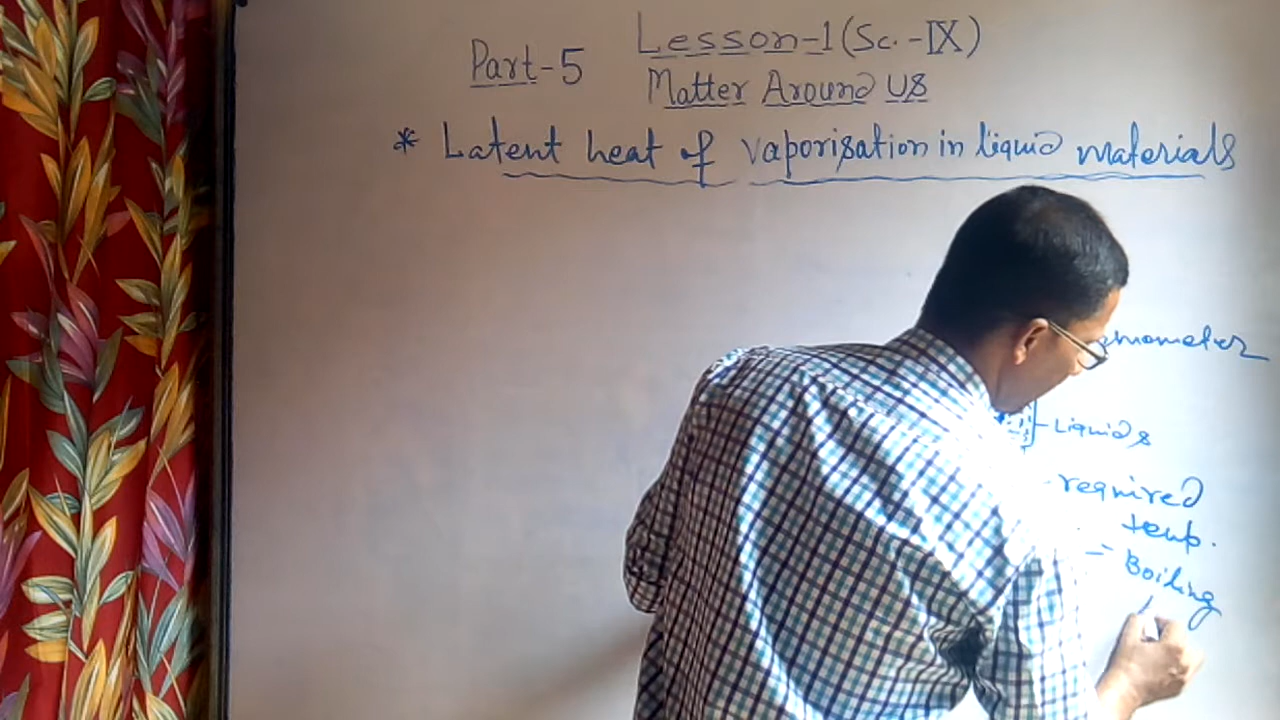 Part-5 Lesson-1 (Sc.-IX)
Matter Around us
* Latent heat of vaporisation in liquid materials
mometer
Liquids
required
temp.
= Boiling